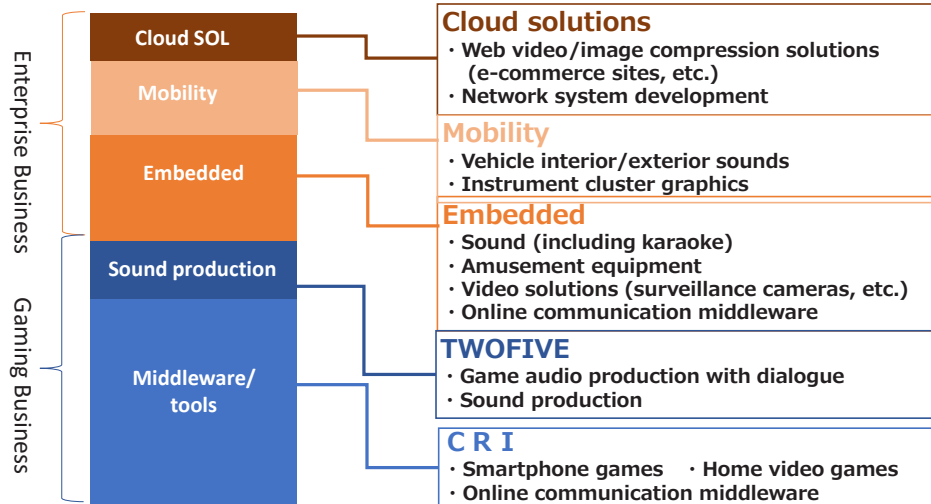 Enterprise Business
Gaming Business
Cloud SOL
Mobility
Embedded
Sound production
Middleware/
tools
Cloud solutions
・Web video/image compression solutions
(e-commerce sites, etc.)
・Network system development
Mobility
・Vehicle interior/exterior sounds
・Instrument cluster graphics
Embedded
・Sound (including karaoke)
・Amusement equipment
・Video solutions (surveillance cameras, etc.)
・Online communication middleware
TWOFIVE
・Game audio production with dialogue
・Sound production
C R I
・Smartphone games ・Home video games
・Online communication middleware